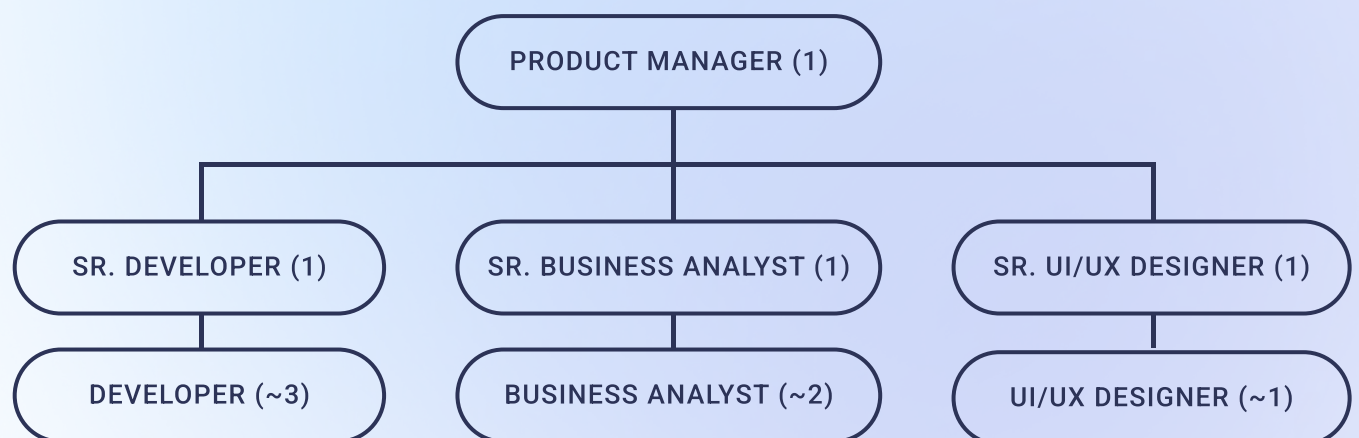 PRODUCT MANAGER (1)
SR. DEVELOPER (1)
SR. BUSINESS ANALYST (1)
SR. UI/UX DESIGNER (1)
DEVELOPER (~3)
BUSINESS ANALYST (~2)
UI/UX DESIGNER (~1)